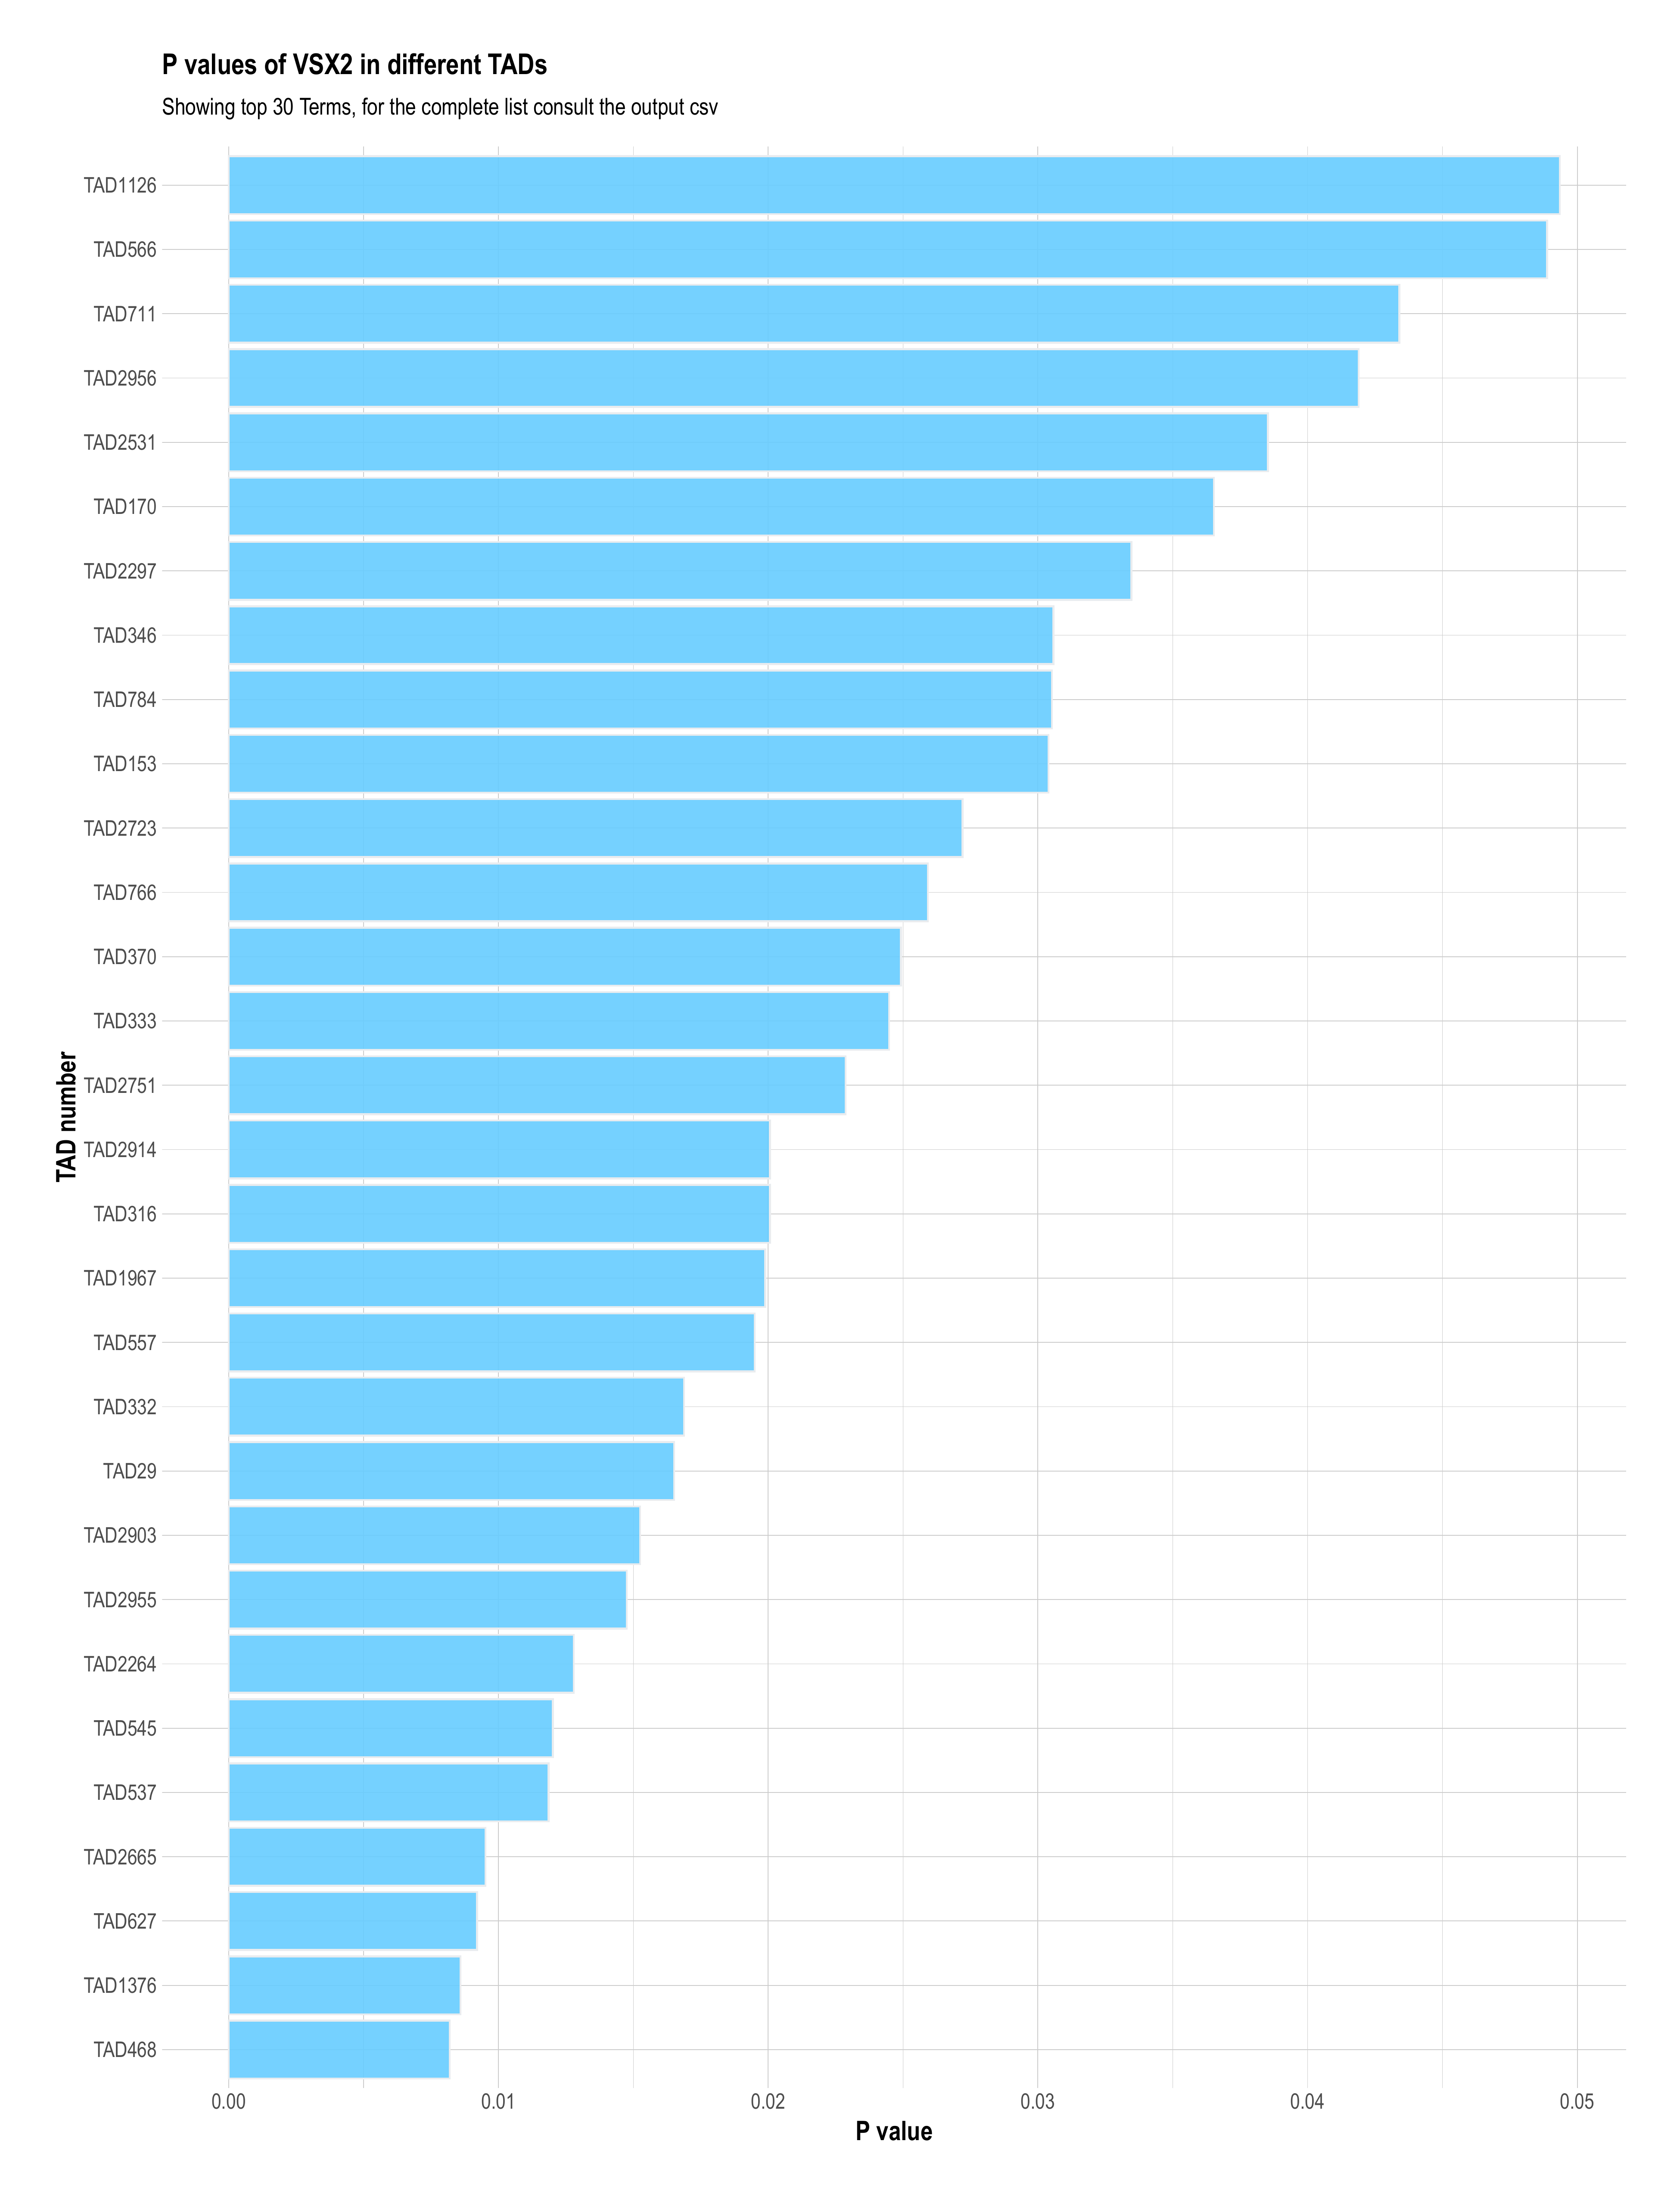 P values of VSX2 in different TADs
Showing top 30 Terms, for the complete list consult the output csv
TAD number
TAD1126
TAD566
TAD711
TAD2956
TAD2531
TAD170
TAD2297
TAD346
TAD784
TAD153
TAD2723
TAD766
TAD370
TAD333
TAD2751
TAD2914
TAD316
TAD1967
TAD557
TAD332
TAD29
TAD2903
TAD2955
TAD2264
TAD545
TAD537
TAD2665
TAD627
TAD1376
TAD468
0.00 0.01 0.02 0.03 0.04 0.05
P value